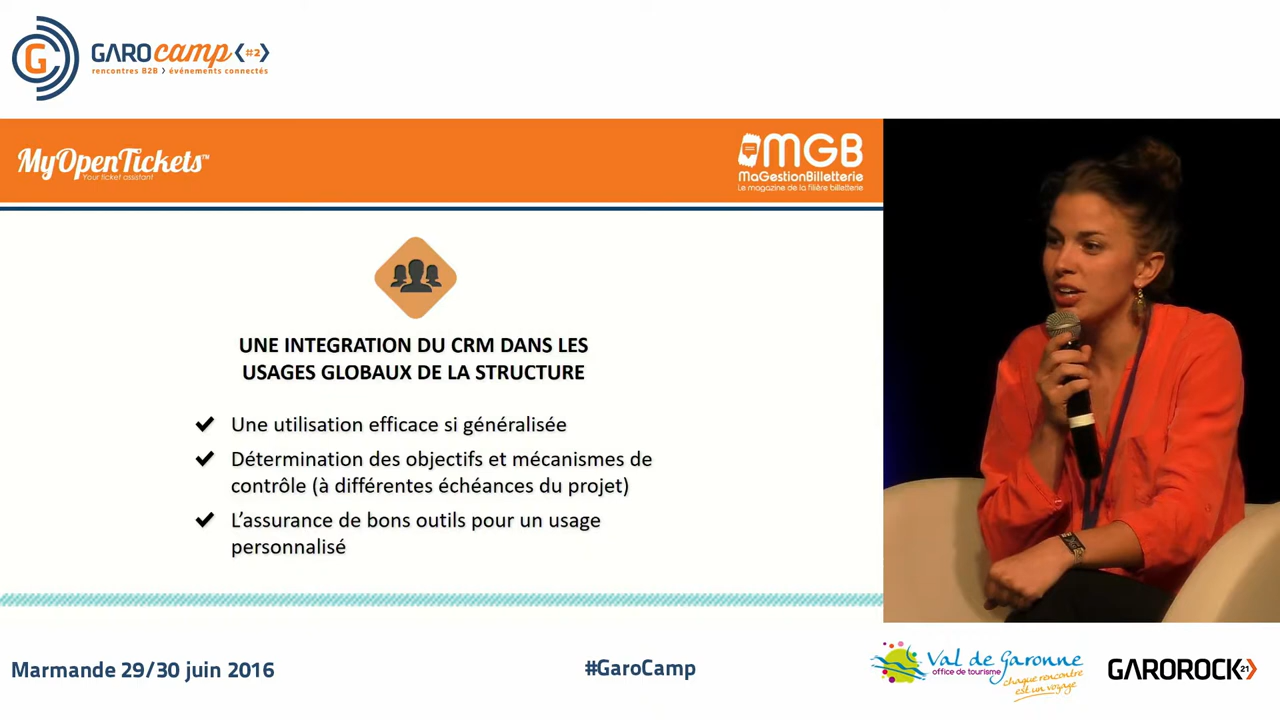 GAROcamp <#2>
rencontres B2B > événements connectés
MyOpenTickets™
Your ticket assistant
MGB
MaGestionBilletterie
Le magazine de la filière billetterie
UNE INTEGRATION DU CRM DANS LES
USAGES GLOBAUX DE LA STRUCTURE
✔ Une utilisation efficace si généralisée
✔ Détermination des objectifs et mécanismes de
contrôle (à différentes échéances du projet)
✔ L’assurance de bons outils pour un usage
personnalisé
Marmande 29/30 juin 2016
#GaroCamp
Val de Garonne
office de tourisme
chaque rencontre
est un voyage
GAROROCK 21